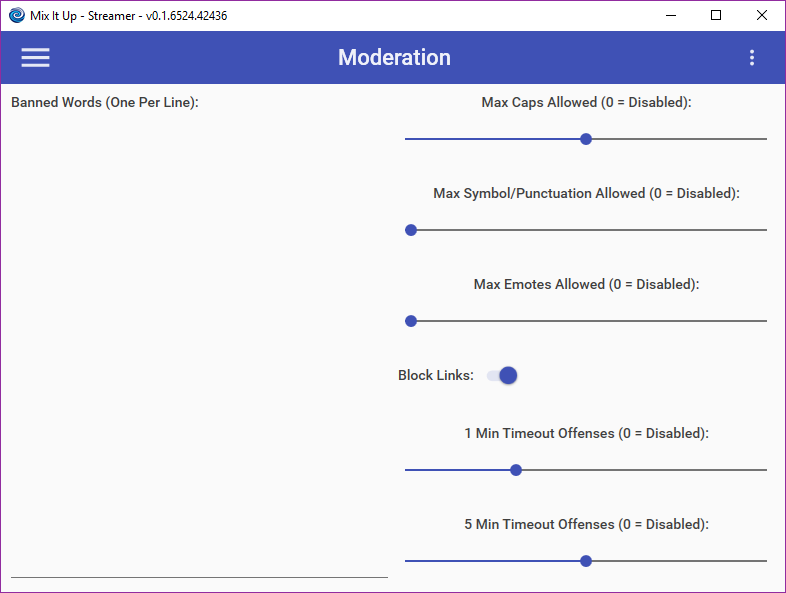 Mix It Up - Streamer - v0.1.6524.42436
Moderation
Banned Words (One Per Line):
Max Caps Allowed (0 = Disabled):
Max Symbol/Punctuation Allowed (0 = Disabled):
Max Emotes Allowed (0 = Disabled):
Block Links:
1 Min Timeout Offenses (0 = Disabled):
5 Min Timeout Offenses (0 = Disabled):